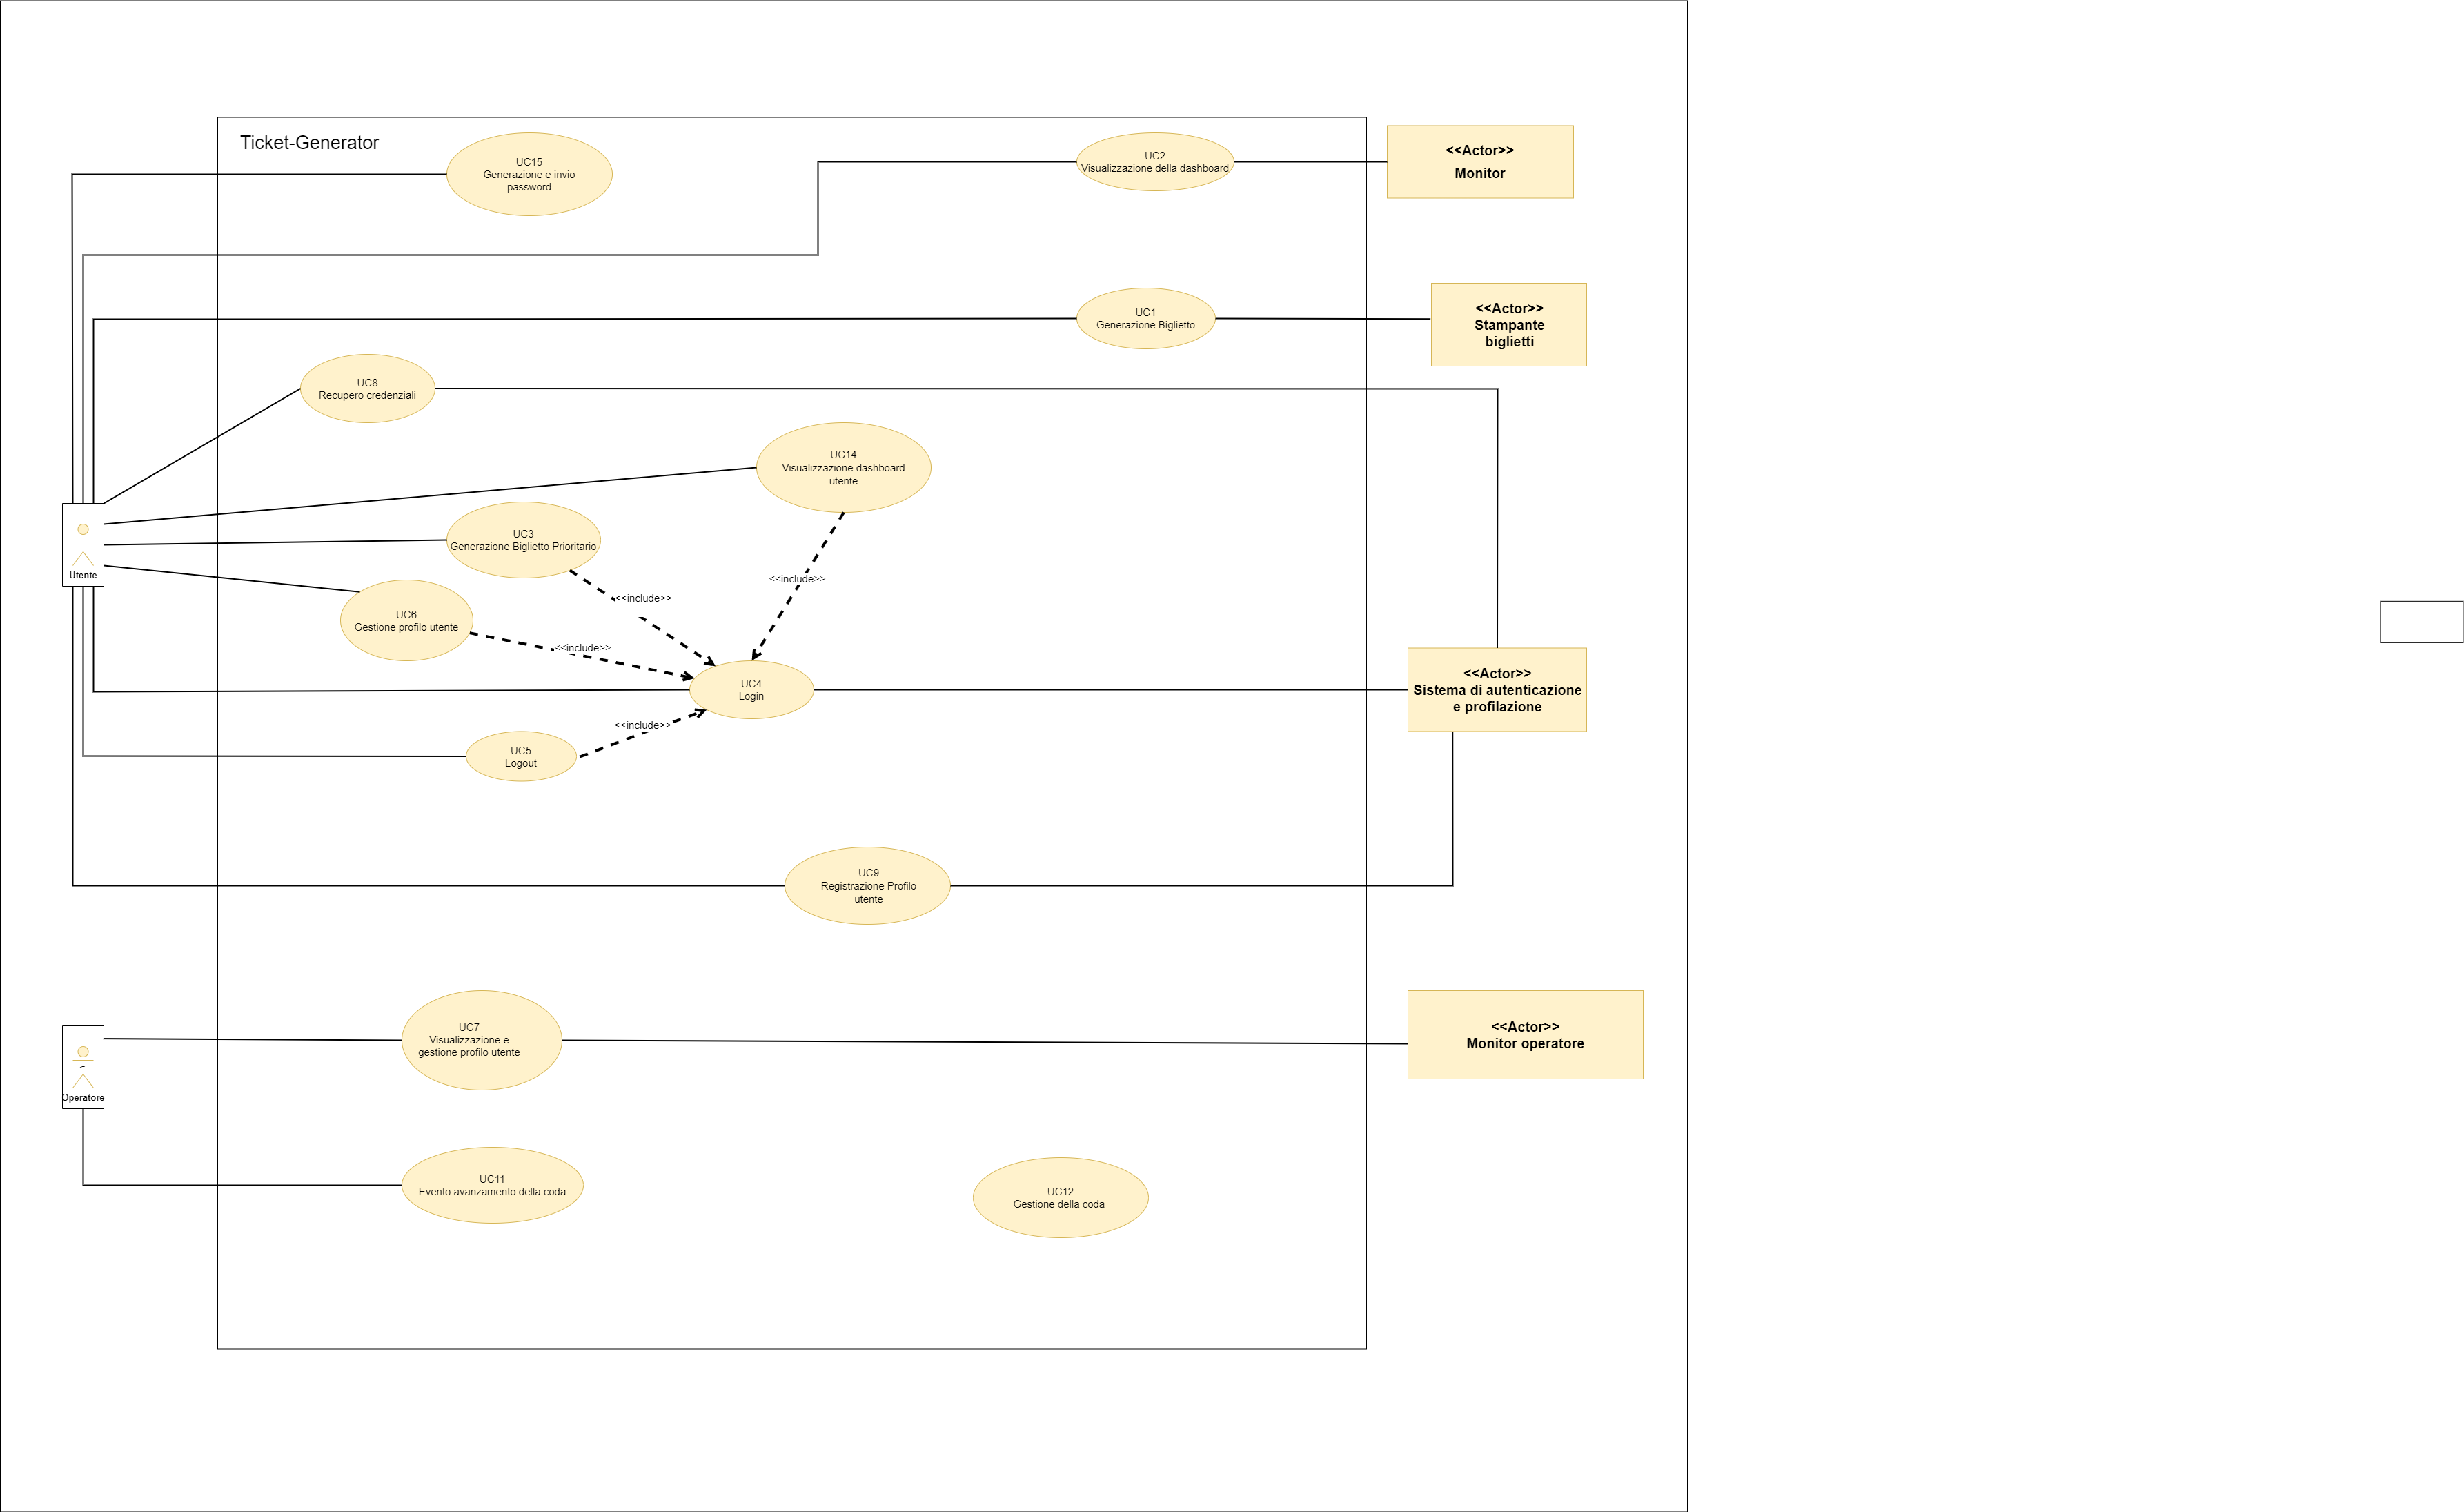 Ticket-Generator
UC15
Generazione e invio
password
UC2
Visualizzazione della dashboard
<<Actor>>
Monitor
UC1
Generazione Biglietto
<<Actor>>
Stampante
biglietti
UC8
Recupero credenziali
UC14
Visualizzazione dashboard
utente
UC3
Generazione Biglietto Prioritario
Utente
<<include>>
<<include>>
UC6
Gestione profilo utente
<<include>>
UC4
Login
<<Actor>>
Sistema di autenticazione
e profilazione
<<include>>
UC5
Logout
UC9
Registrazione Profilo
utente
UC7
Visualizzazione e
gestione profilo utente
<<Actor>>
Monitor operatore
Operatore
UC11
Evento avanzamento della coda
UC12
Gestione della coda